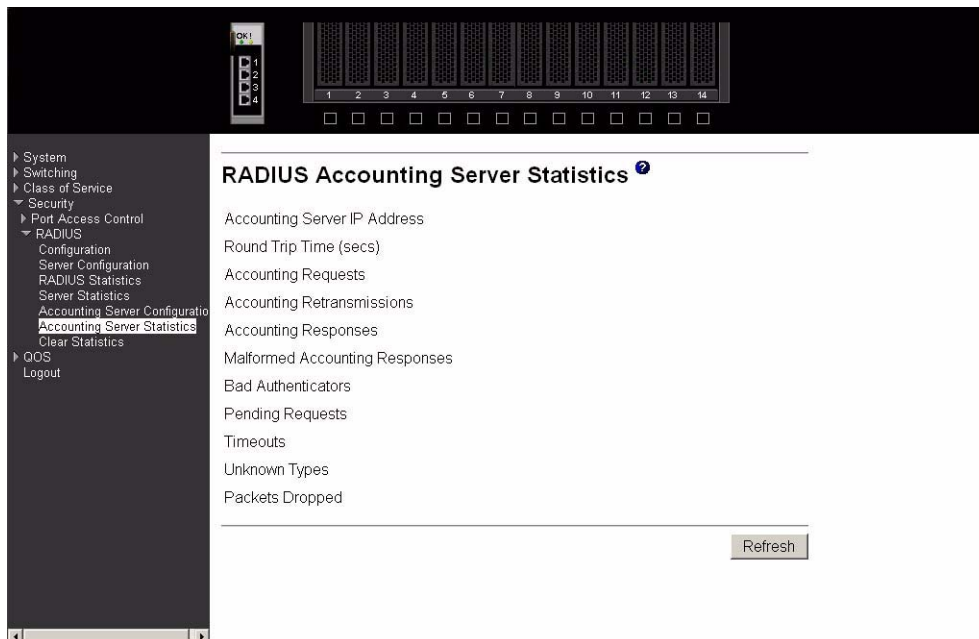 OK!
1
2
3
4
1 2 3 4 5 6 7 8 9 10 11 12 13 14
System
Switching
Class of Service
Security
Port Access Control
RADIUS
Configuration
Server Configuration
RADIUS Statistics
Server Statistics
Accounting Server Configuratio
Accounting Server Statistics
Clear Statistics
QOS
Logout
RADIUS Accounting Server Statistics ?
Accounting Server IP Address
Round Trip Time (secs)
Accounting Requests
Accounting Retransmissions
Accounting Responses
Malformed Accounting Responses
Bad Authenticators
Pending Requests
Timeouts
Unknown Types
Packets Dropped
Refresh